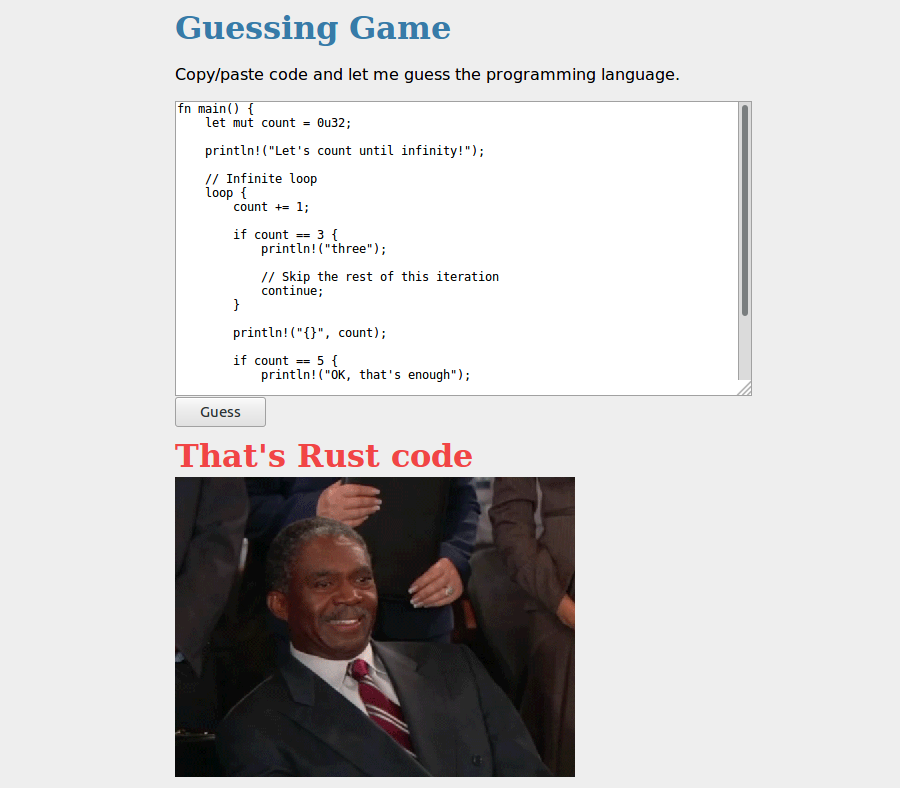 Guessing Game
Copy/paste code and let me guess the programming language.
fn main() {
    let mut count = 0u32;
    println!("Let's count until infinity!");
    // Infinite loop
    loop {
        count += 1;
        if count == 3 {
            println!("three");
            // Skip the rest of this iteration
            continue;
        }
        println!("{}", count);
        if count == 5 {
            println!("OK, that's enough");
Guess
That's Rust code